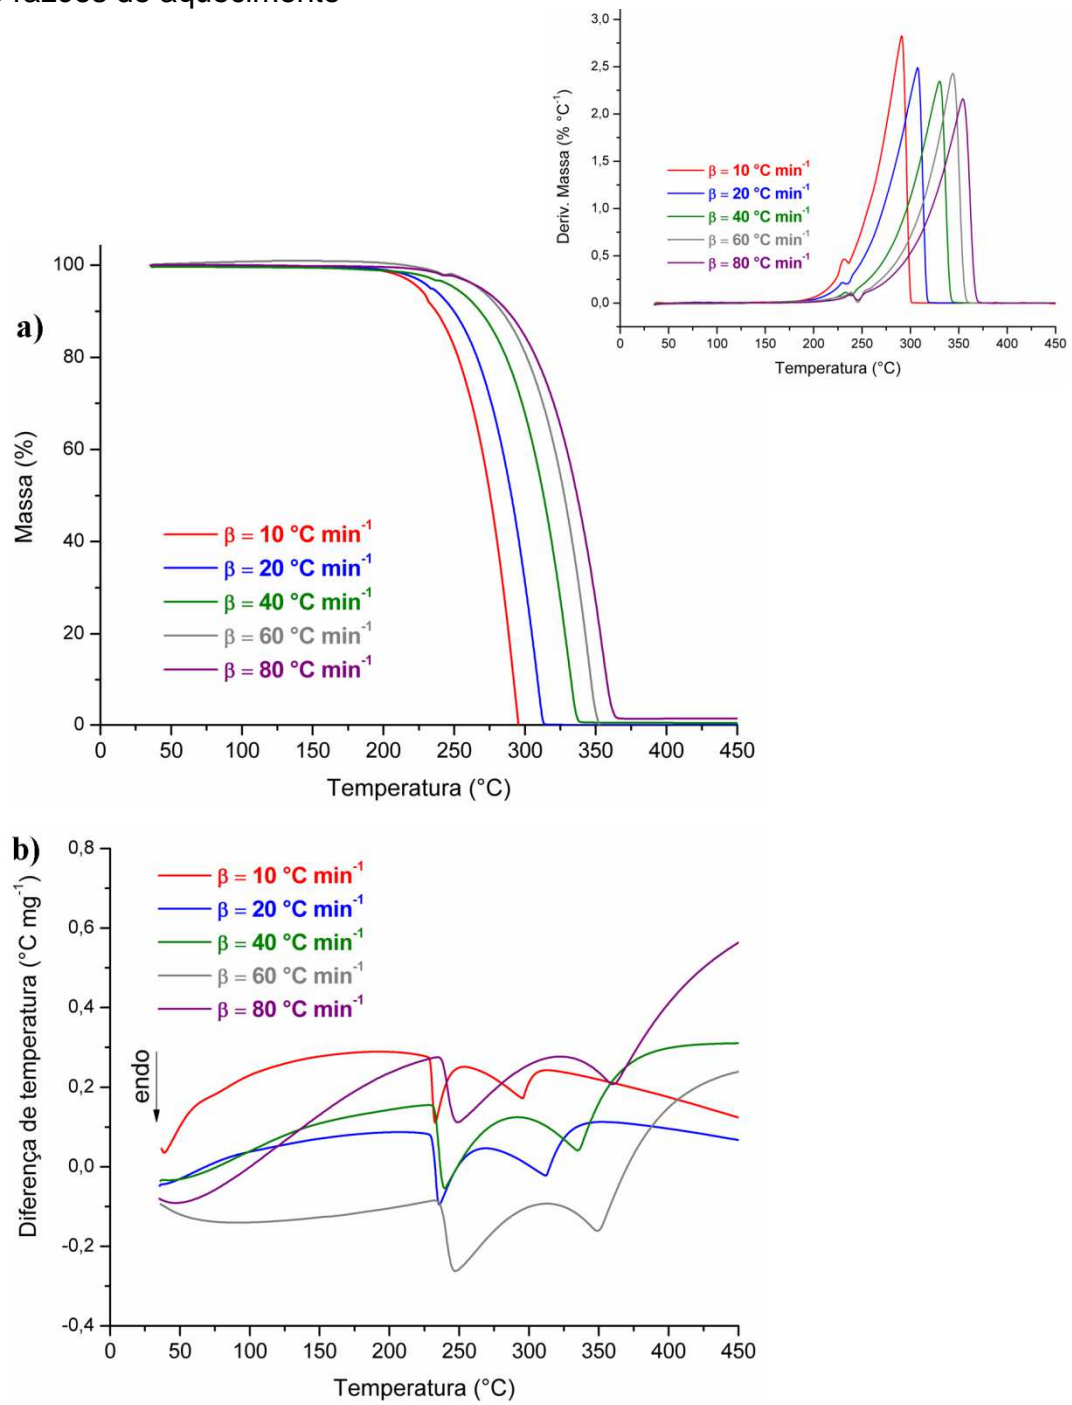 razões de aquecimento
3,0
2,5
2,0
1,5
1,0
0,5
0,0
Deriv. Massa (% °C⁻¹)
β = 10 °C min⁻¹
β = 20 °C min⁻¹
β = 40 °C min⁻¹
β = 60 °C min⁻¹
β = 80 °C min⁻¹
0 50 100 150 200 250 300 350 400 450
Temperatura (°C)
a)
100
80
60
40
20
0
Massa (%)
β = 10 °C min⁻¹
β = 20 °C min⁻¹
β = 40 °C min⁻¹
β = 60 °C min⁻¹
β = 80 °C min⁻¹
0 50 100 150 200 250 300 350 400 450
Temperatura (°C)
b)
0,8
0,6
0,4
0,2
0,0
-0,2
-0,4
Diferença de temperatura (°C mg⁻¹)
β = 10 °C min⁻¹
β = 20 °C min⁻¹
β = 40 °C min⁻¹
β = 60 °C min⁻¹
β = 80 °C min⁻¹
endo
0 50 100 150 200 250 300 350 400 450
Temperatura (°C)